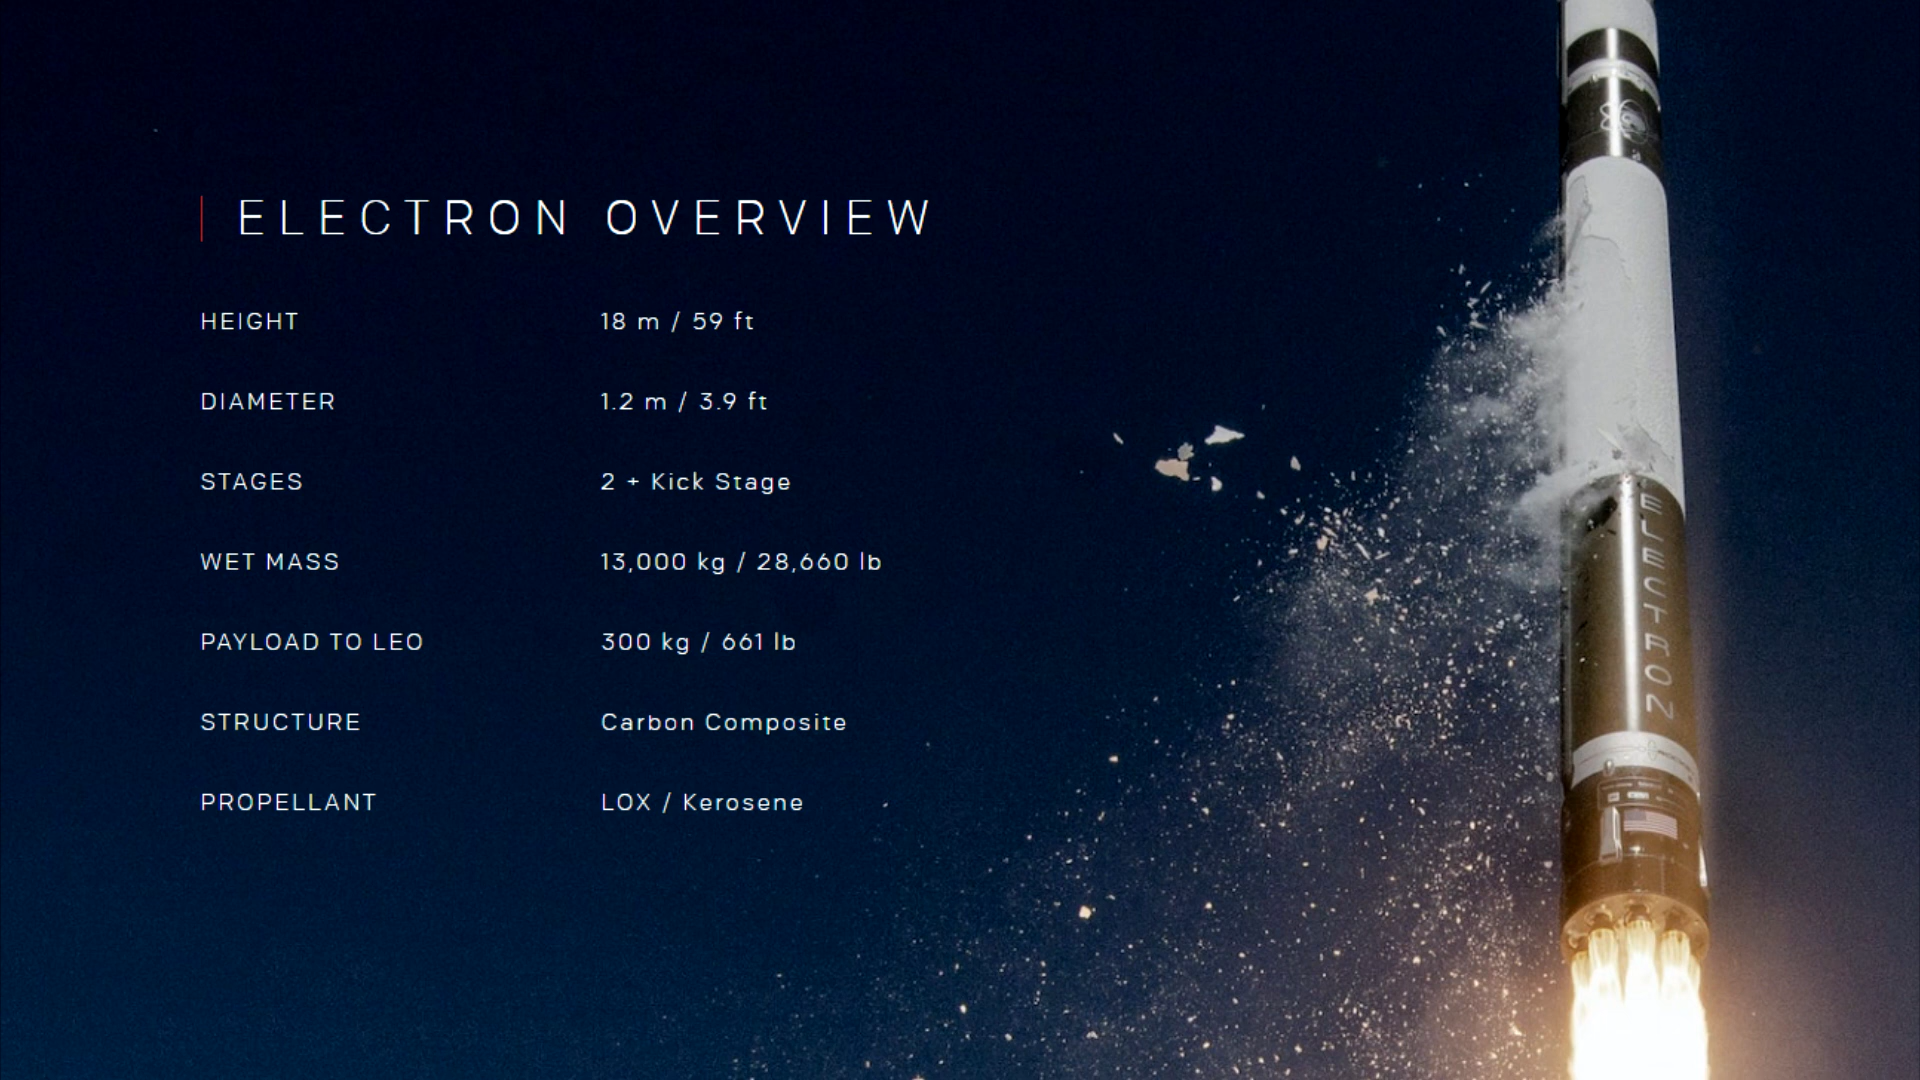 ELECTRON OVERVIEW
HEIGHT 18 m / 59 ft
DIAMETER 1.2 m / 3.9 ft
STAGES 2 + Kick Stage
WET MASS 13,000 kg / 28,660 lb
PAYLOAD TO LEO 300 kg / 661 lb
STRUCTURE Carbon Composite
PROPELLANT LOX / Kerosene
ELECTRON